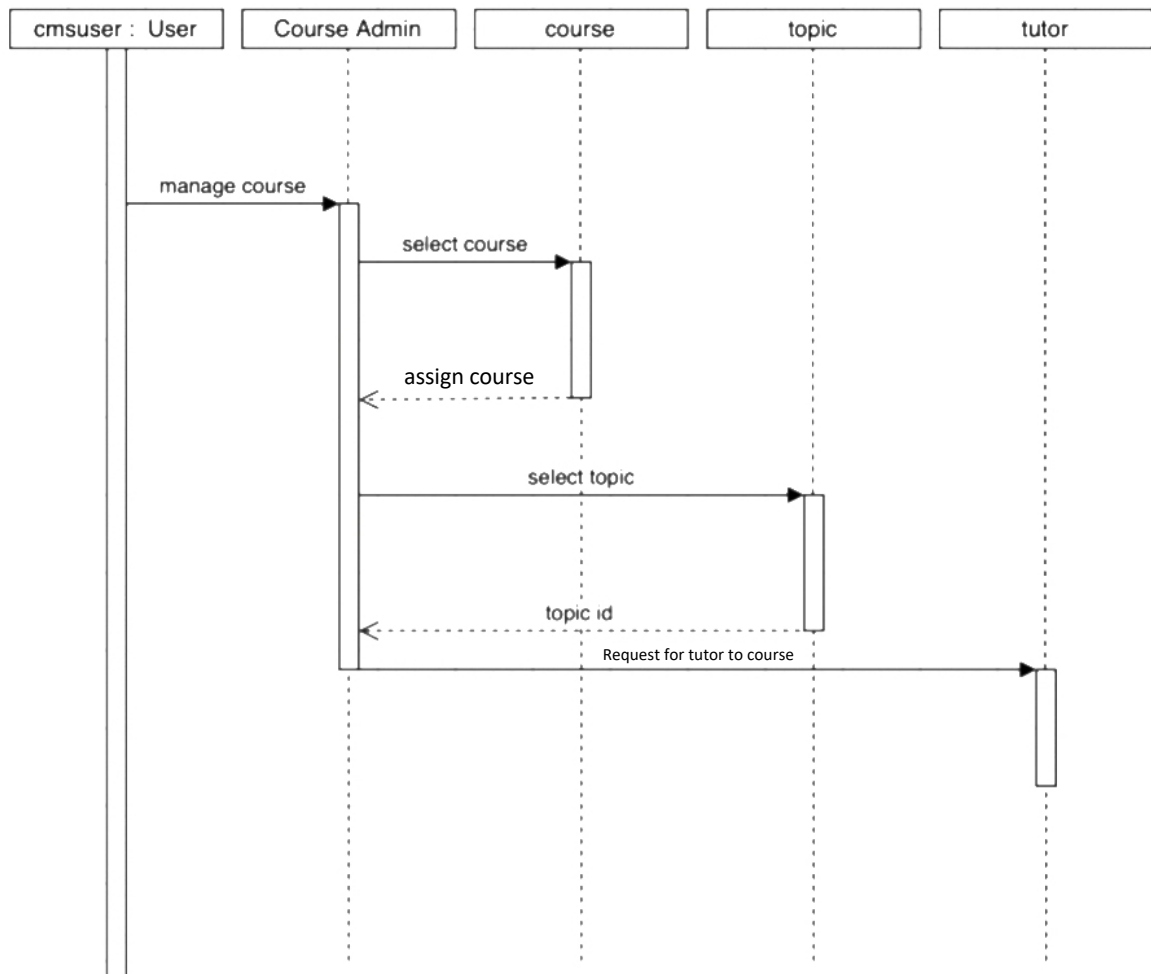 cmsuser : User
Course Admin
course
topic
tutor
manage course
select course
assign course
select topic
topic id
Request for tutor to course